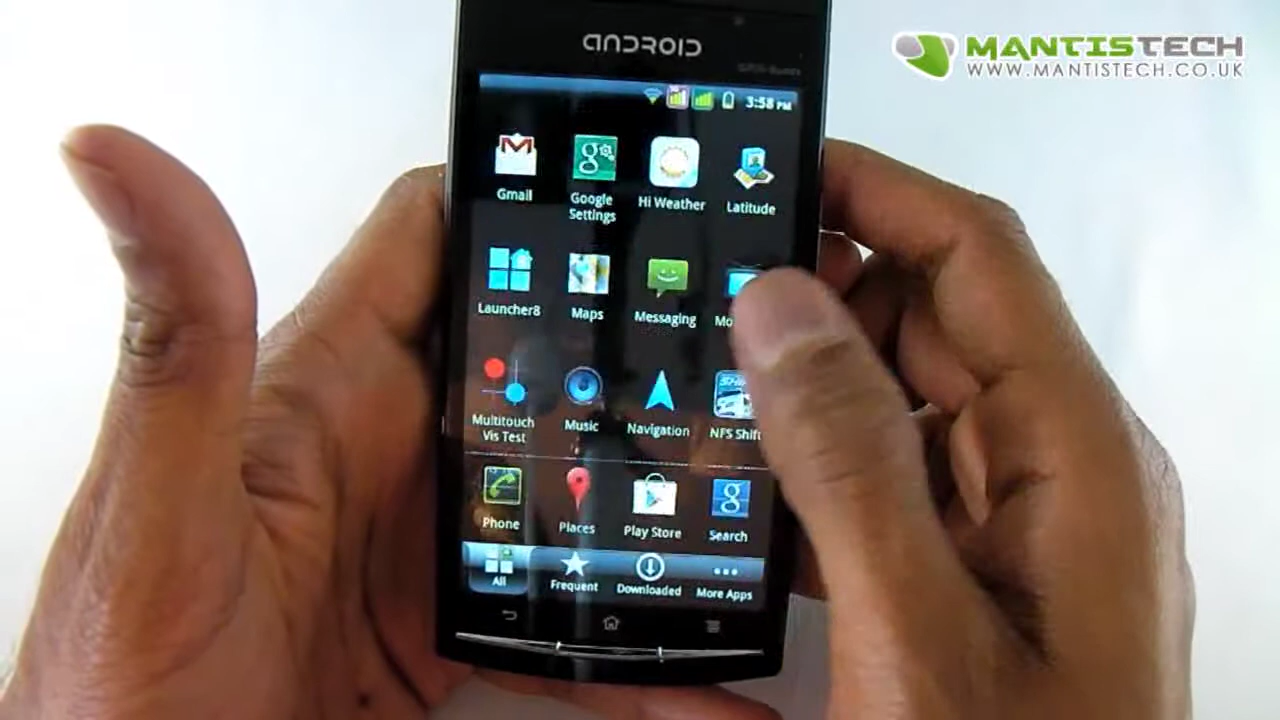 ANDROID
MANTISTECH
WWW.MANTISTECH.CO.UK
3:58 PM
Gmail
Google
Settings
Hi Weather
Latitude
Launcher8
Maps
Messaging
Multitouch
Vis Test
Music
Navigation
NFS Shift
Phone
Places
Play Store
Search
All
Frequent
Downloaded
More Apps